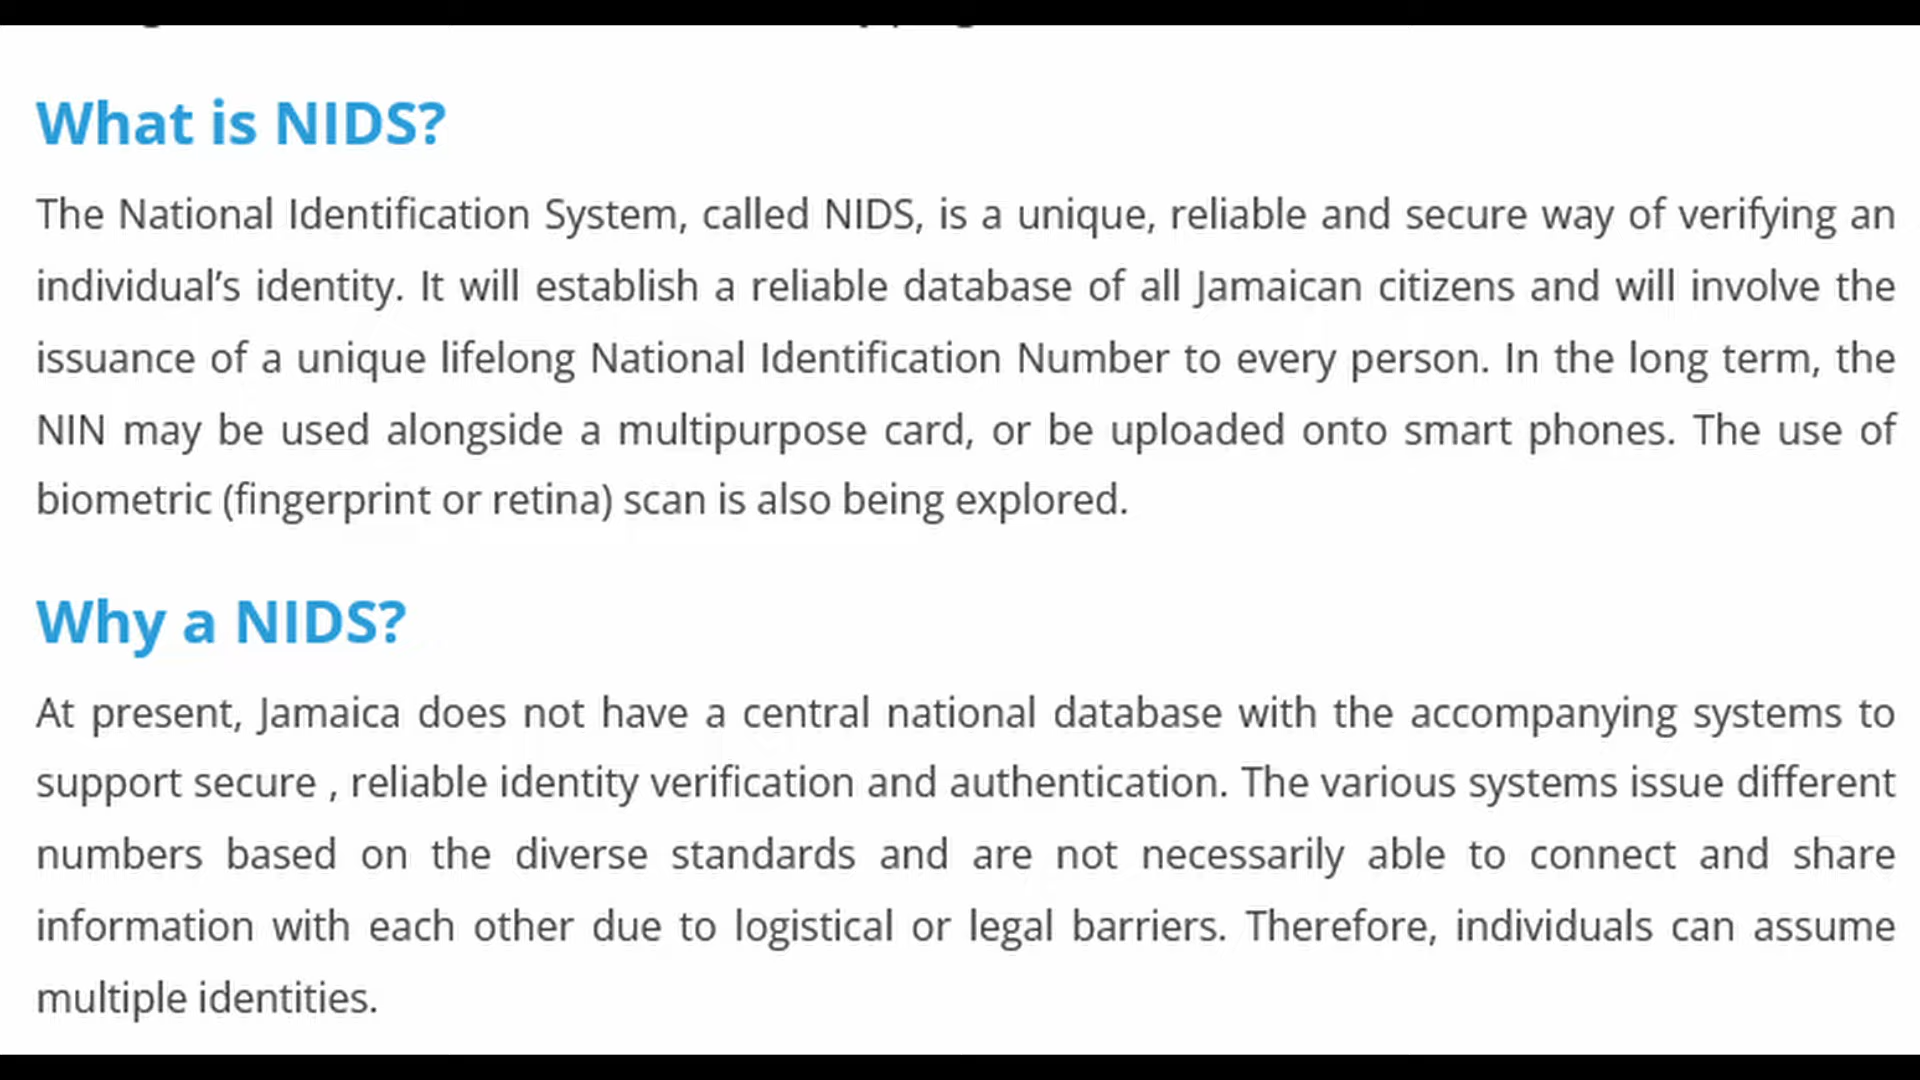 What is NIDS?
The National Identification System, called NIDS, is a unique, reliable and secure way of verifying an
individual’s identity. It will establish a reliable database of all Jamaican citizens and will involve the
issuance of a unique lifelong National Identification Number to every person. In the long term, the
NIN may be used alongside a multipurpose card, or be uploaded onto smart phones. The use of
biometric (fingerprint or retina) scan is also being explored.
Why a NIDS?
At present, Jamaica does not have a central national database with the accompanying systems to
support secure , reliable identity verification and authentication. The various systems issue different
numbers based on the diverse standards and are not necessarily able to connect and share
information with each other due to logistical or legal barriers. Therefore, individuals can assume
multiple identities.